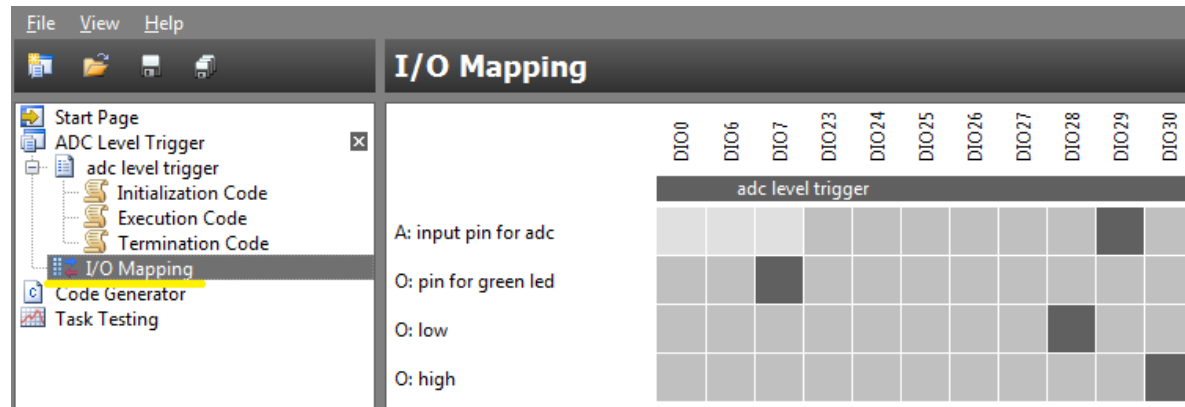 File View Help
I/O Mapping
Start Page
ADC Level Trigger
adc level trigger
Initialization Code
Execution Code
Termination Code
I/O Mapping
Code Generator
Task Testing
DIO0 DIO6 DIO7 DIO23 DIO24 DIO25 DIO26 DIO27 DIO28 DIO29 DIO30
adc level trigger
A: input pin for adc
O: pin for green led
O: low
O: high